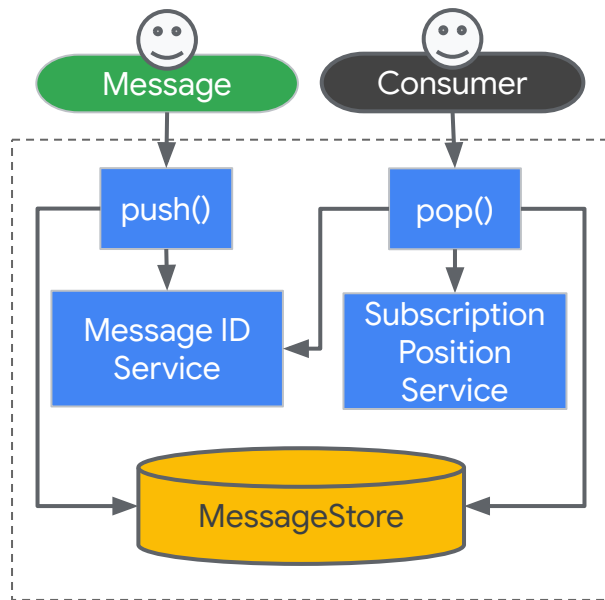 Message
Consumer
push()
pop()
Message ID
Service
Subscription
Position
Service
MessageStore